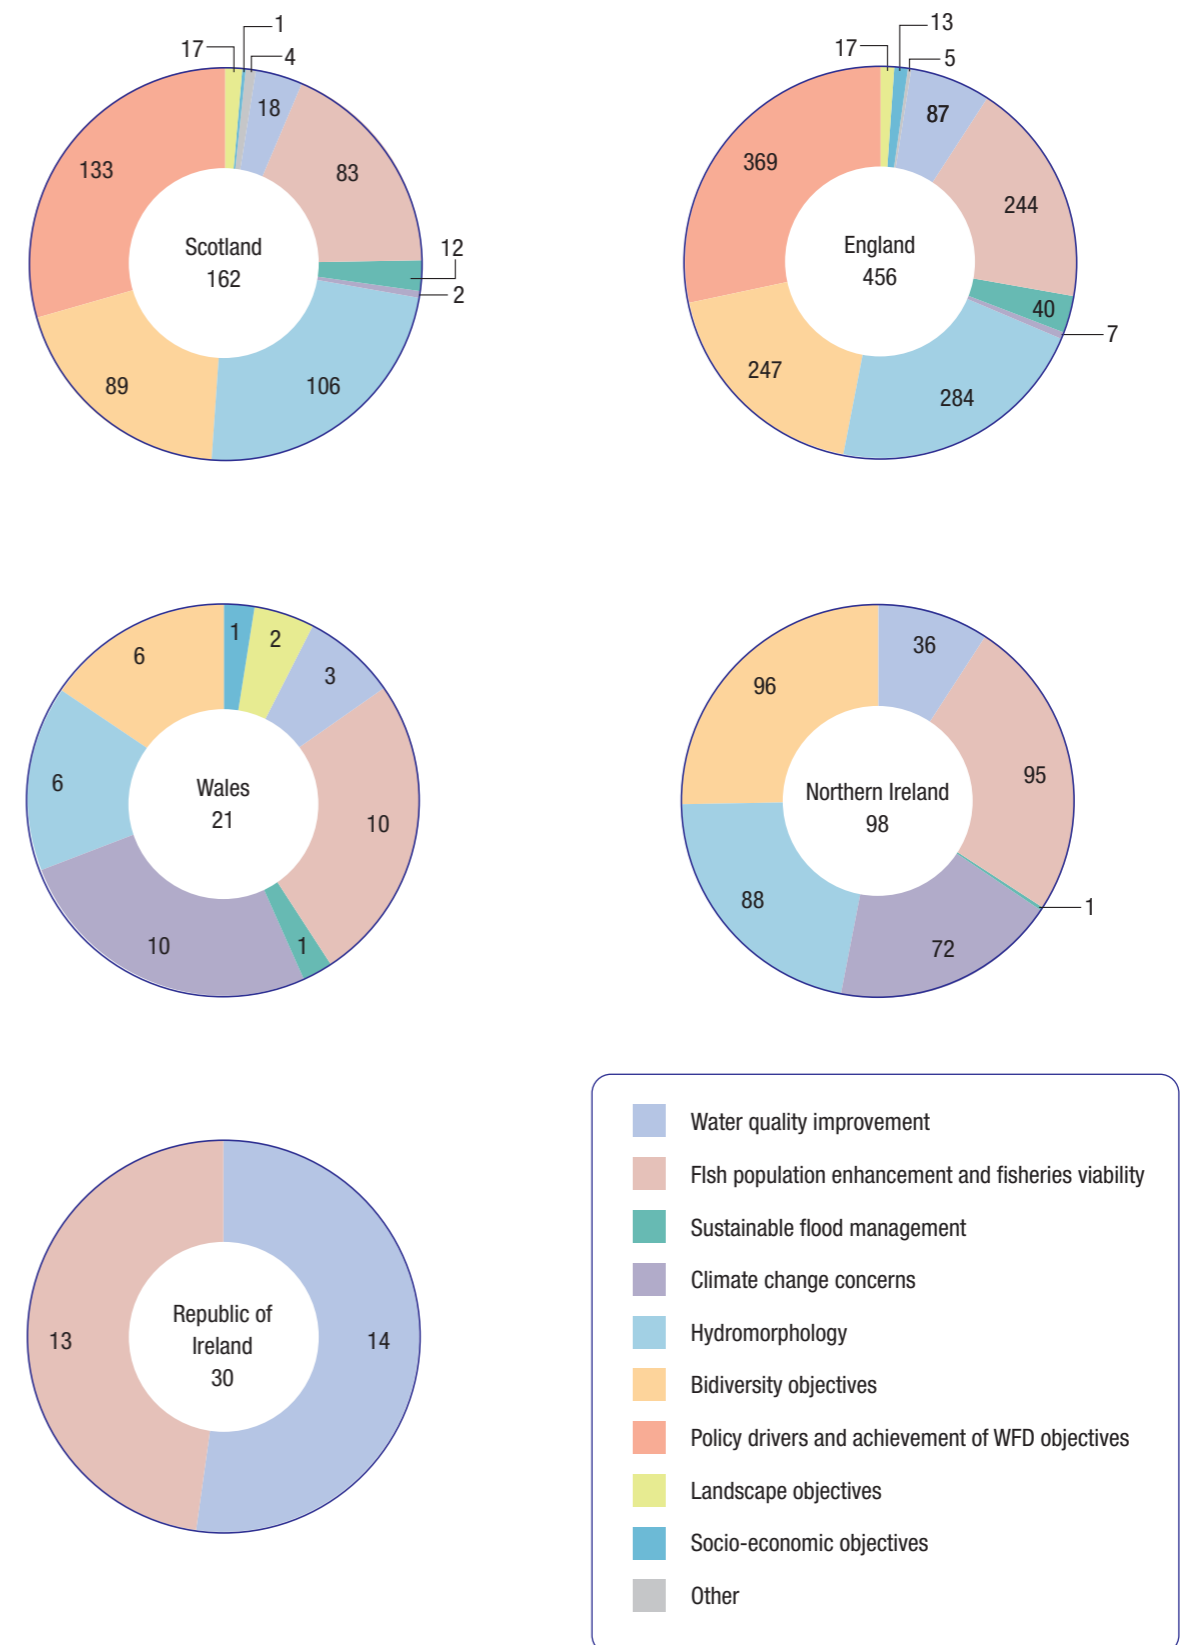 17
1
4
18
83
12
2
106
89
133
Scotland
162
17
13
5
87
244
40
7
284
247
369
England
456
1
2
3
10
1
10
6
6
Wales
21
36
95
1
72
88
96
Northern Ireland
98
14
13
Republic of
Ireland
30
Water quality improvement
FIsh population enhancement and fisheries viability
Sustainable flood management
Climate change concerns
Hydromorphology
Bidiversity objectives
Policy drivers and achievement of WFD objectives
Landscape objectives
Socio-economic objectives
Other